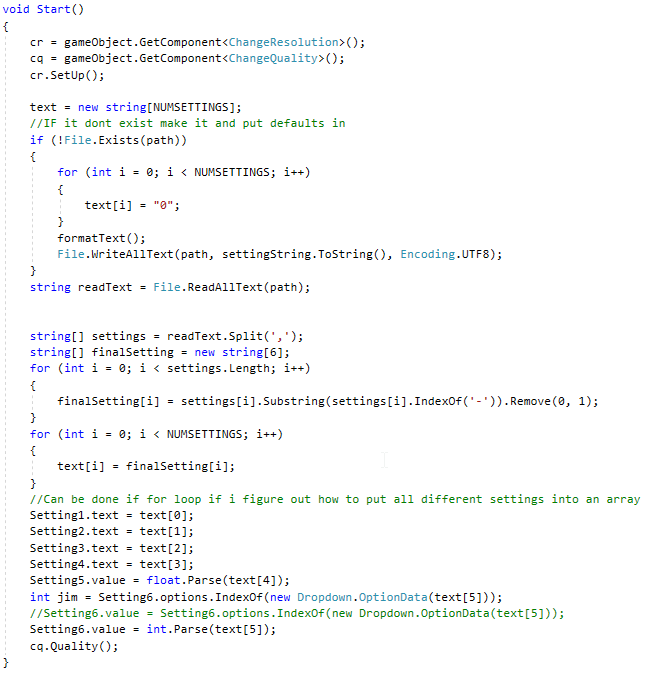 void Start()
{
    cr = gameObject.GetComponent<ChangeResolution>();
    cq = gameObject.GetComponent<ChangeQuality>();
    cr.SetUp();

    text = new string[NUMSETTINGS];
    //IF it dont exist make it and put defaults in
    if (!File.Exists(path))
    {
        for (int i = 0; i < NUMSETTINGS; i++)
        {
            text[i] = "0";
        }
        formatText();
        File.WriteAllText(path, settingString.ToString(), Encoding.UTF8);
    }
    string readText = File.ReadAllText(path);


    string[] settings = readText.Split(',');
    string[] finalSetting = new string[6];
    for (int i = 0; i < settings.Length; i++)
    {
        finalSetting[i] = settings[i].Substring(settings[i].IndexOf('-')).Remove(0, 1);
    }
    for (int i = 0; i < NUMSETTINGS; i++)
    {
        text[i] = finalSetting[i];
    }
    //Can be done if for loop if i figure out how to put all different settings into an array
    Setting1.text = text[0];
    Setting2.text = text[1];
    Setting3.text = text[2];
    Setting4.text = text[3];
    Setting5.value = float.Parse(text[4]);
    int jim = Setting6.options.IndexOf(new Dropdown.OptionData(text[5]));
    //Setting6.value = Setting6.options.IndexOf(new Dropdown.OptionData(text[5]));
    Setting6.value = int.Parse(text[5]);
    cq.Quality();
}